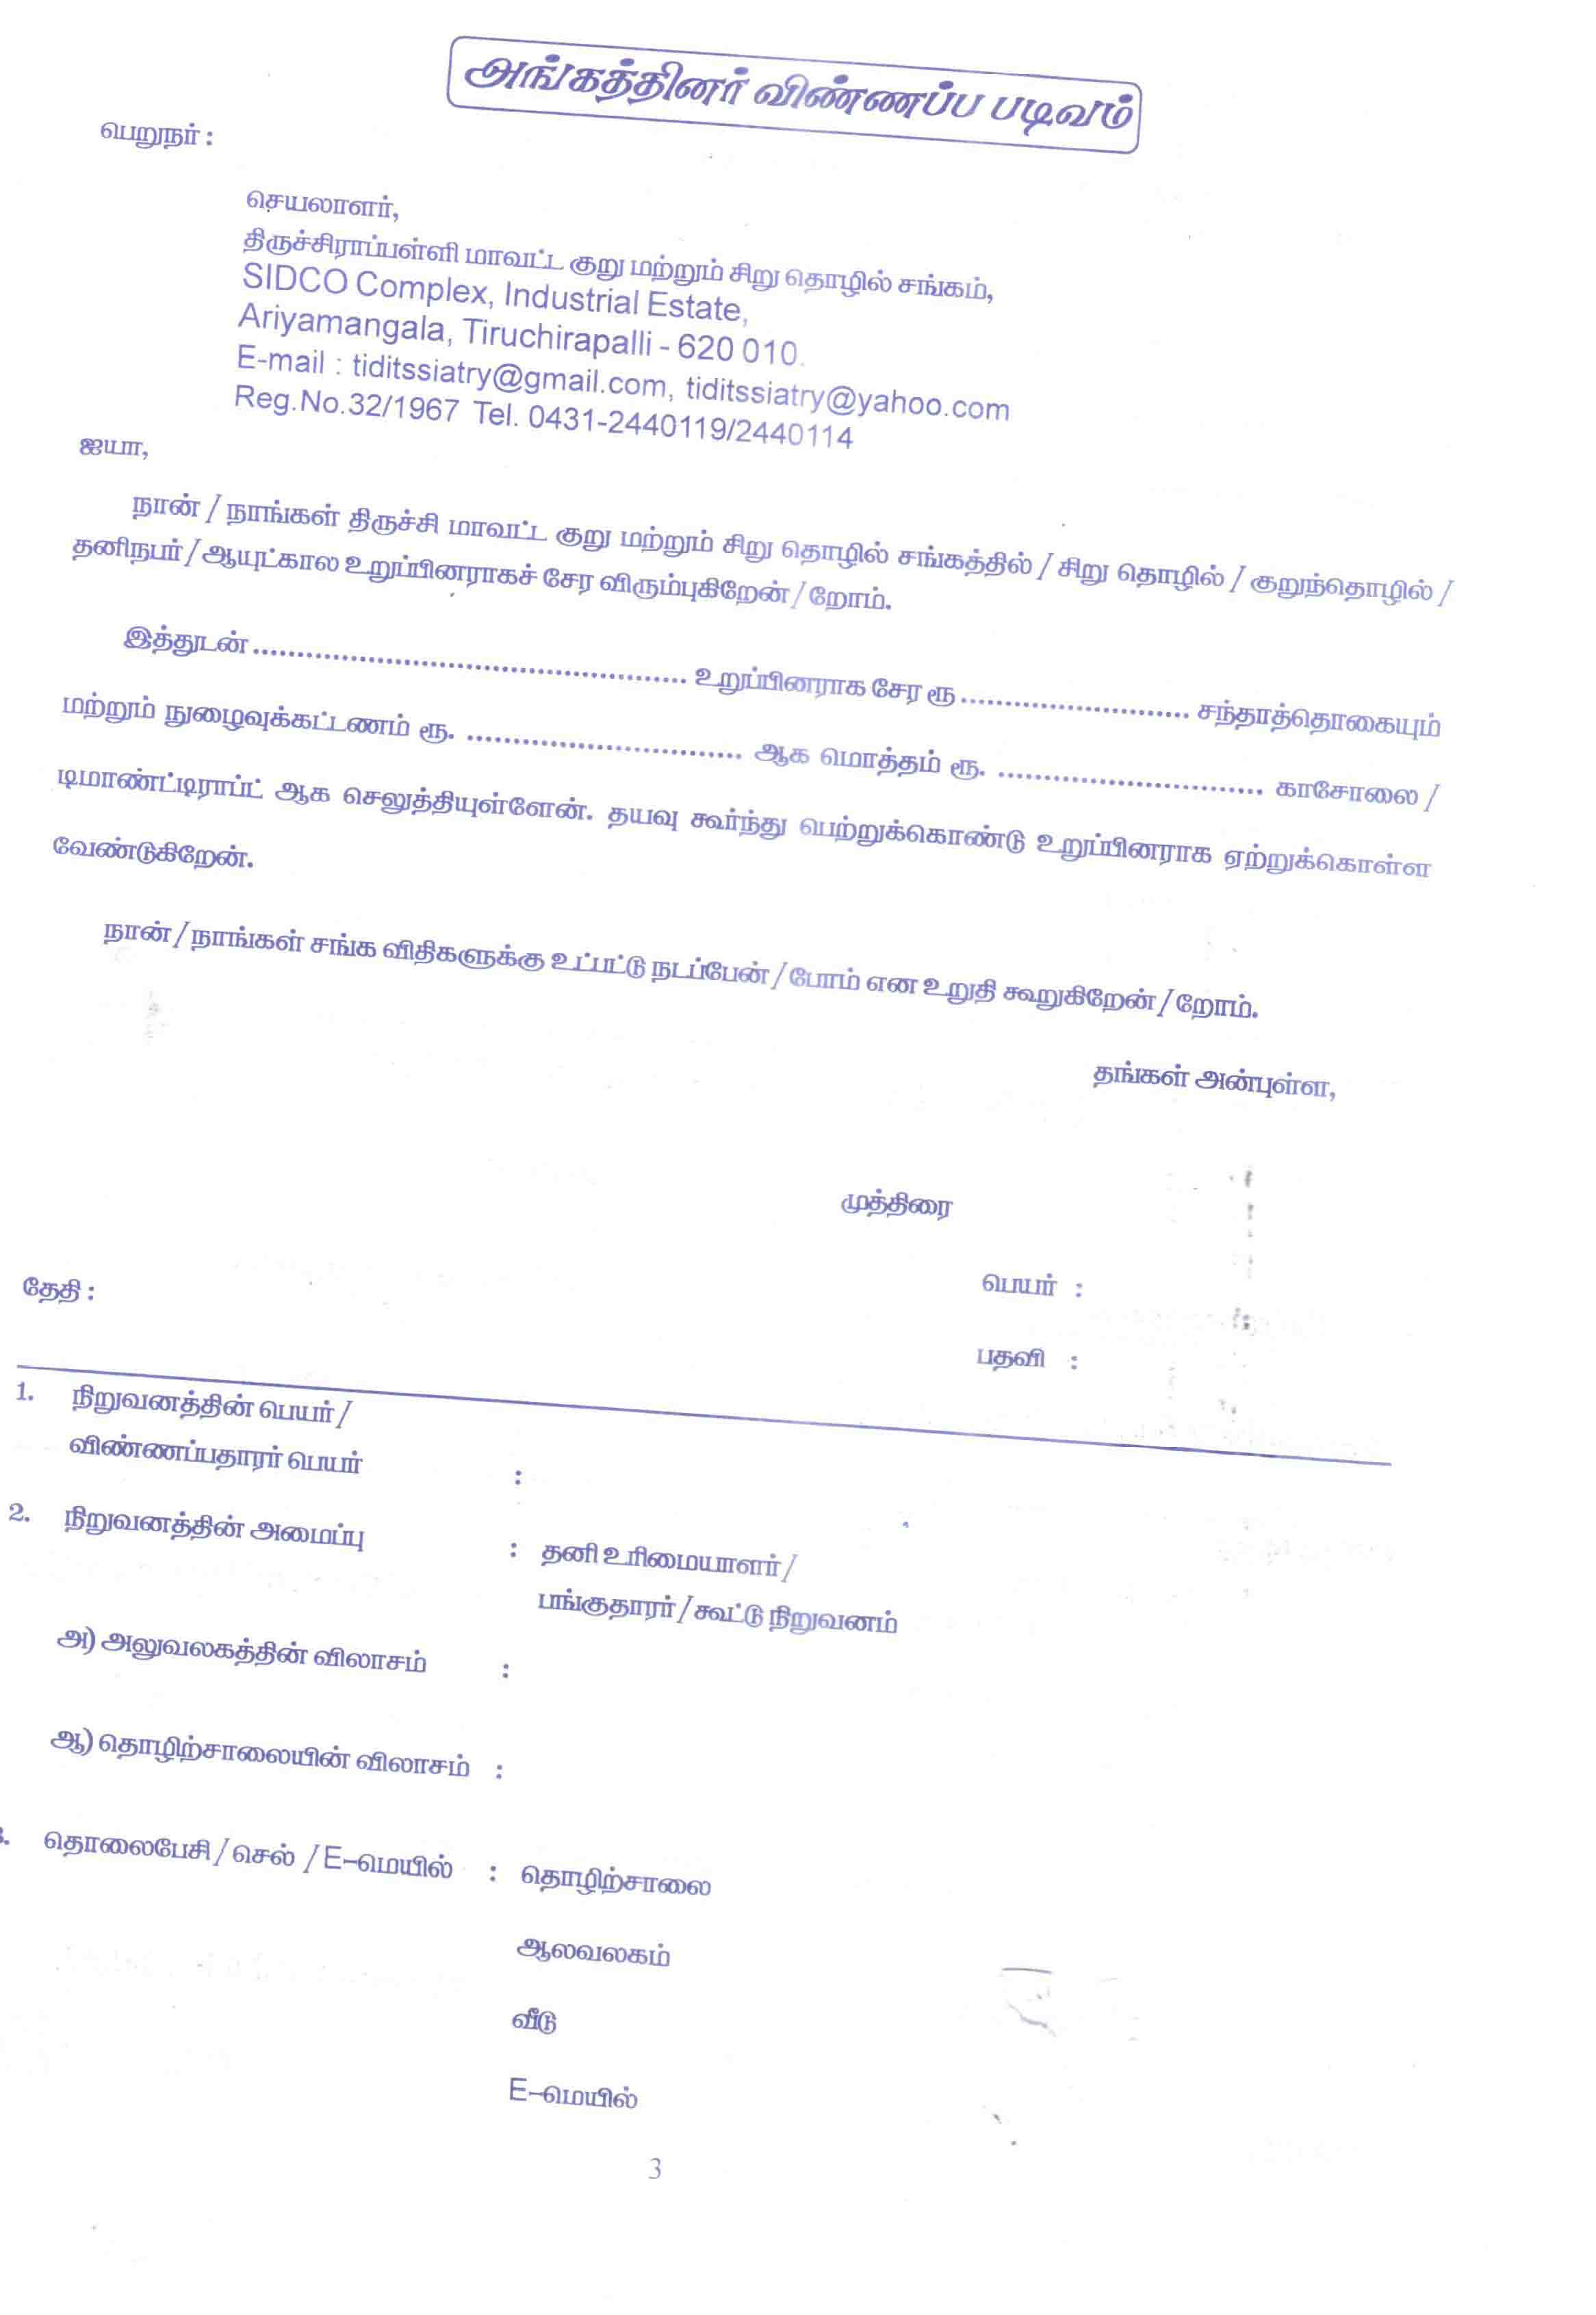 அங்கத்தினர் விண்ணப்ப படிவம்
பெறுநர் :
செயலாளர்,
திருச்சிராப்பள்ளி மாவட்ட குறு மற்றும் சிறு தொழில் சங்கம்,
SIDCO Complex, Industrial Estate,
Ariyamangala, Tiruchirapalli - 620 010.
E-mail : tiditssiatry@gmail.com, tiditssiatry@yahoo.com
Reg.No.32/1967 Tel. 0431-2440119/2440114
ஐயா,
நான் / நாங்கள் திருச்சி மாவட்ட குறு மற்றும் சிறு தொழில் சங்கத்தில் / சிறு தொழில் / குறுந்தொழில் /
தனிநபர் / ஆயுட்கால உறுப்பினராகச் சேர விரும்புகிறேன் / றோம்.
இத்துடன் ................................................ உறுப்பினராக சேர ரூ .......................... சந்தாத்தொகையும்
மற்றும் நுழைவுக்கட்டணம் ரூ. .............................. ஆக மொத்தம் ரூ. ............................. காசோலை /
டிமாண்ட்டிராப்ட் ஆக செலுத்தியுள்ளேன். தயவு கூர்ந்து பெற்றுக்கொண்டு உறுப்பினராக ஏற்றுக்கொள்ள
வேண்டுகிறேன்.
நான் / நாங்கள் சங்க விதிகளுக்கு உட்பட்டு நடப்பேன் / போம் என உறுதி கூறுகிறேன் / றோம்.
தங்கள் அன்புள்ள,
முத்திரை
பெயர் :
தேதி :
பதவி :
1. நிறுவனத்தின் பெயர் /
விண்ணப்பதாரர் பெயர் :
2. நிறுவனத்தின் அமைப்பு : தனி உரிமையாளர் /
பங்குதாரர் / கூட்டு நிறுவனம்
அ) அலுவலகத்தின் விலாசம் :
ஆ) தொழிற்சாலையின் விலாசம் :
3. தொலைபேசி / செல் / E-மெயில் : தொழிற்சாலை
ஆலவலகம்
வீடு
E-மெயில்
3